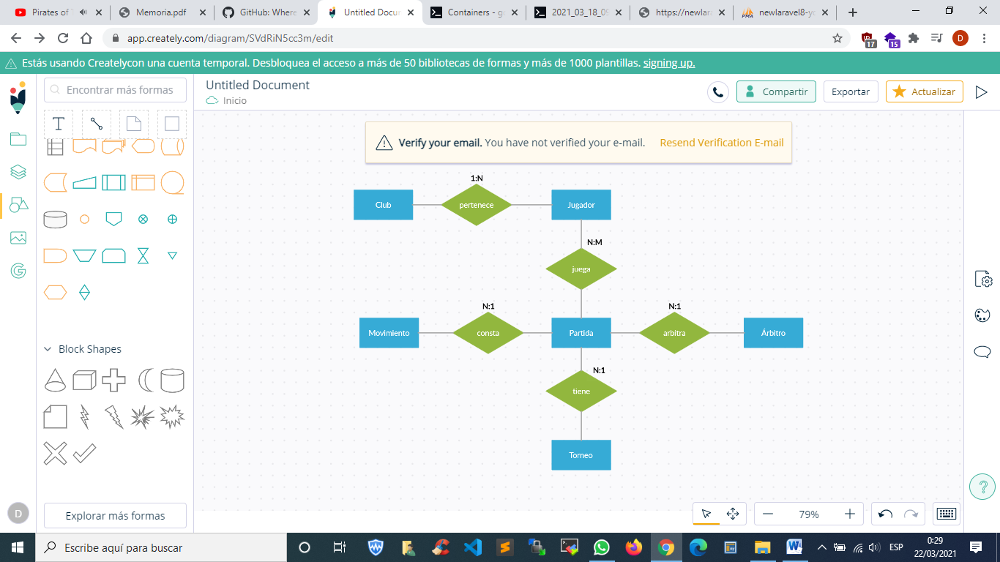 Pirates of T
Memoria.pdf
GitHub: Where
Untitled Docur
Containers - g
2021_03_18_09
https://newlara
newlaravel8-yo
app.creately.com/diagram/SVdRiN5cc3m/edit
17
15
D
Estás usando Createlycon una cuenta temporal. Desbloquea el acceso a más de 50 bibliotecas de formas y más de 1000 plantillas. signing up.
Encontrar más formas
Untitled Document
Inicio
Compartir
Exportar
Actualizar
T
Verify your email. You have not verified your e-mail. Resend Verification E-mail
1:N
Club
pertenece
Jugador
N:M
juega
N:1
N:1
Movimiento
consta
Partida
arbitra
Árbitro
N:1
tiene
Torneo
Block Shapes
D
Explorar más formas
79%
?
Escribe aquí para buscar
ESP
0:29
22/03/2021